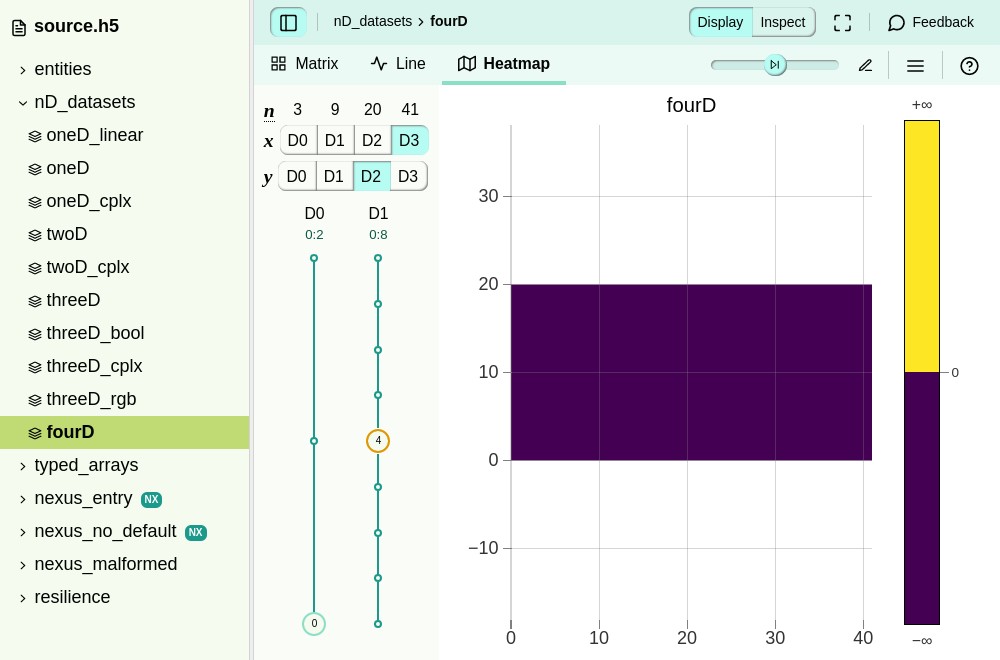 source.h5
entities
nD_datasets
oneD_linear
oneD
oneD_cplx
twoD
twoD_cplx
threeD
threeD_bool
threeD_cplx
threeD_rgb
fourD
typed_arrays
nexus_entry NX
nexus_no_default NX
nexus_malformed
resilience
nD_datasets fourD
Display Inspect
Feedback
Matrix Line Heatmap
n 3 9 20 41
x D0 D1 D2 D3
y D0 D1 D2 D3
D0 D1
0:2 0:8
4
0
fourD
+∞
30
20
10
0
−10
0 10 20 30 40
0
−∞